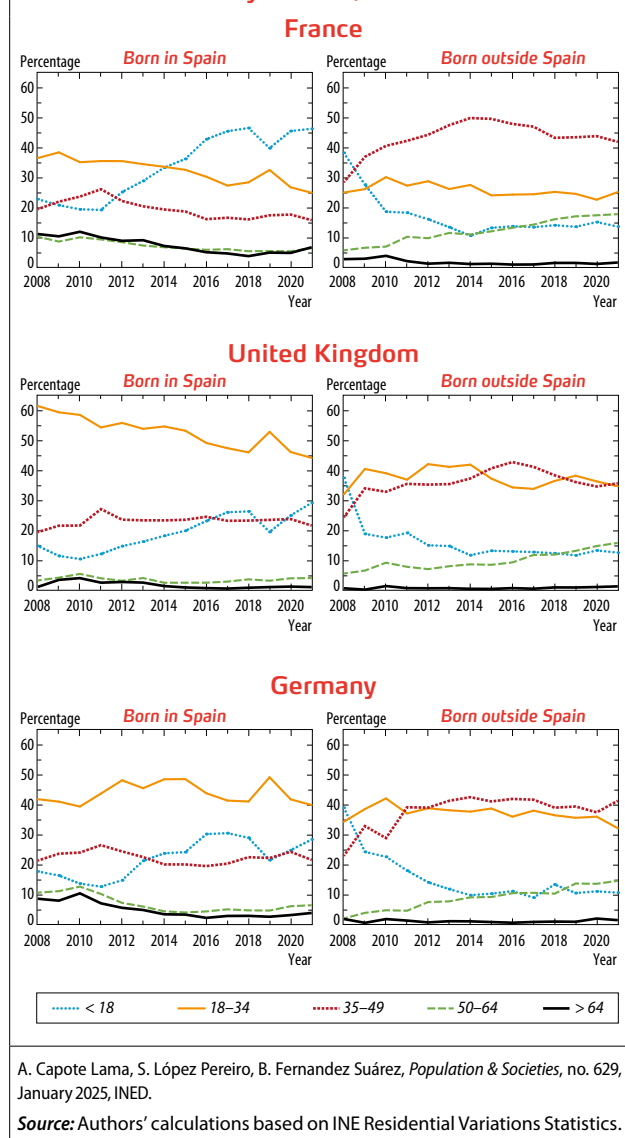 France
Percentage Born in Spain
60
50
40
30
20
10
0
2008 2010 2012 2014 2016 2018 2020
Year
Percentage Born outside Spain
60
50
40
30
20
10
0
2008 2010 2012 2014 2016 2018 2020
Year
United Kingdom
Percentage Born in Spain
60
50
40
30
20
10
0
2008 2010 2012 2014 2016 2018 2020
Year
Percentage Born outside Spain
60
50
40
30
20
10
0
2008 2010 2012 2014 2016 2018 2020
Year
Germany
Percentage Born in Spain
60
50
40
30
20
10
0
2008 2010 2012 2014 2016 2018 2020
Year
Percentage Born outside Spain
60
50
40
30
20
10
0
2008 2010 2012 2014 2016 2018 2020
Year
< 18 18–34 35–49 50–64 > 64
A. Capote Lama, S. López Pereiro, B. Fernandez Suárez, Population & Societies, no. 629,
January 2025, INED.
Source: Authors' calculations based on INE Residential Variations Statistics.